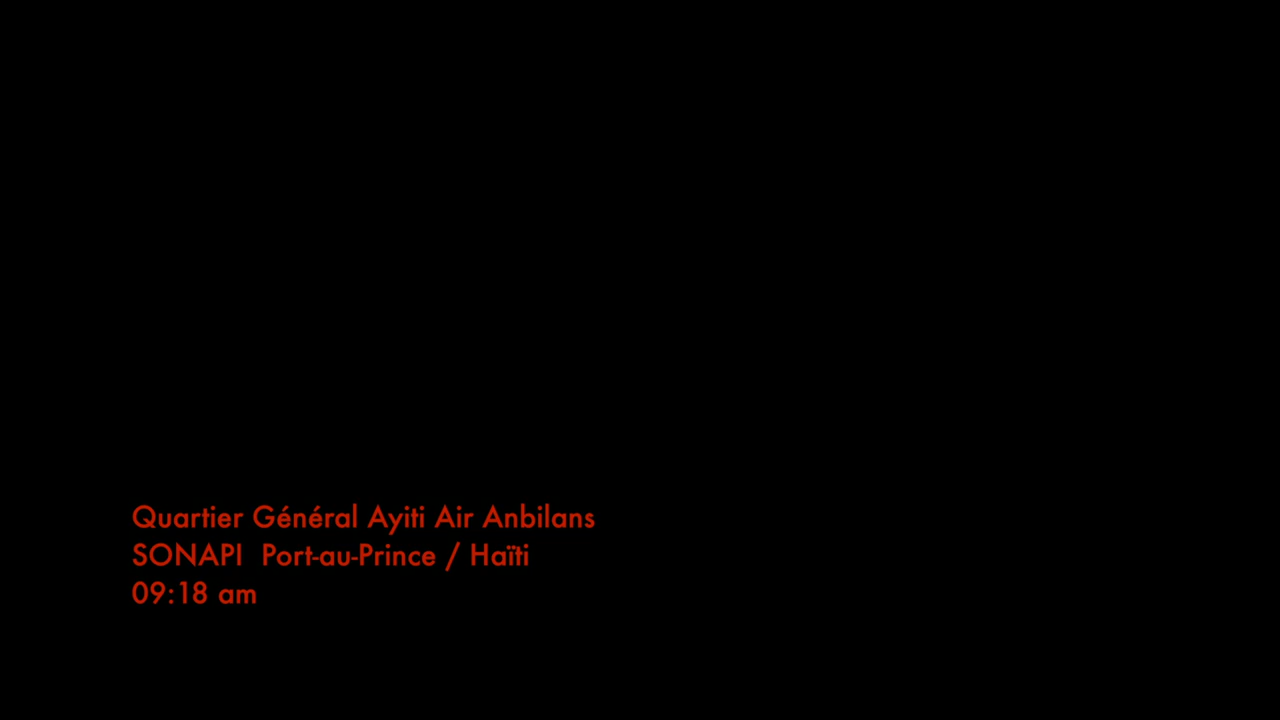 Quartier Général Ayiti Air Anbilans
SONAPI  Port-au-Prince / Haïti
09:18 am